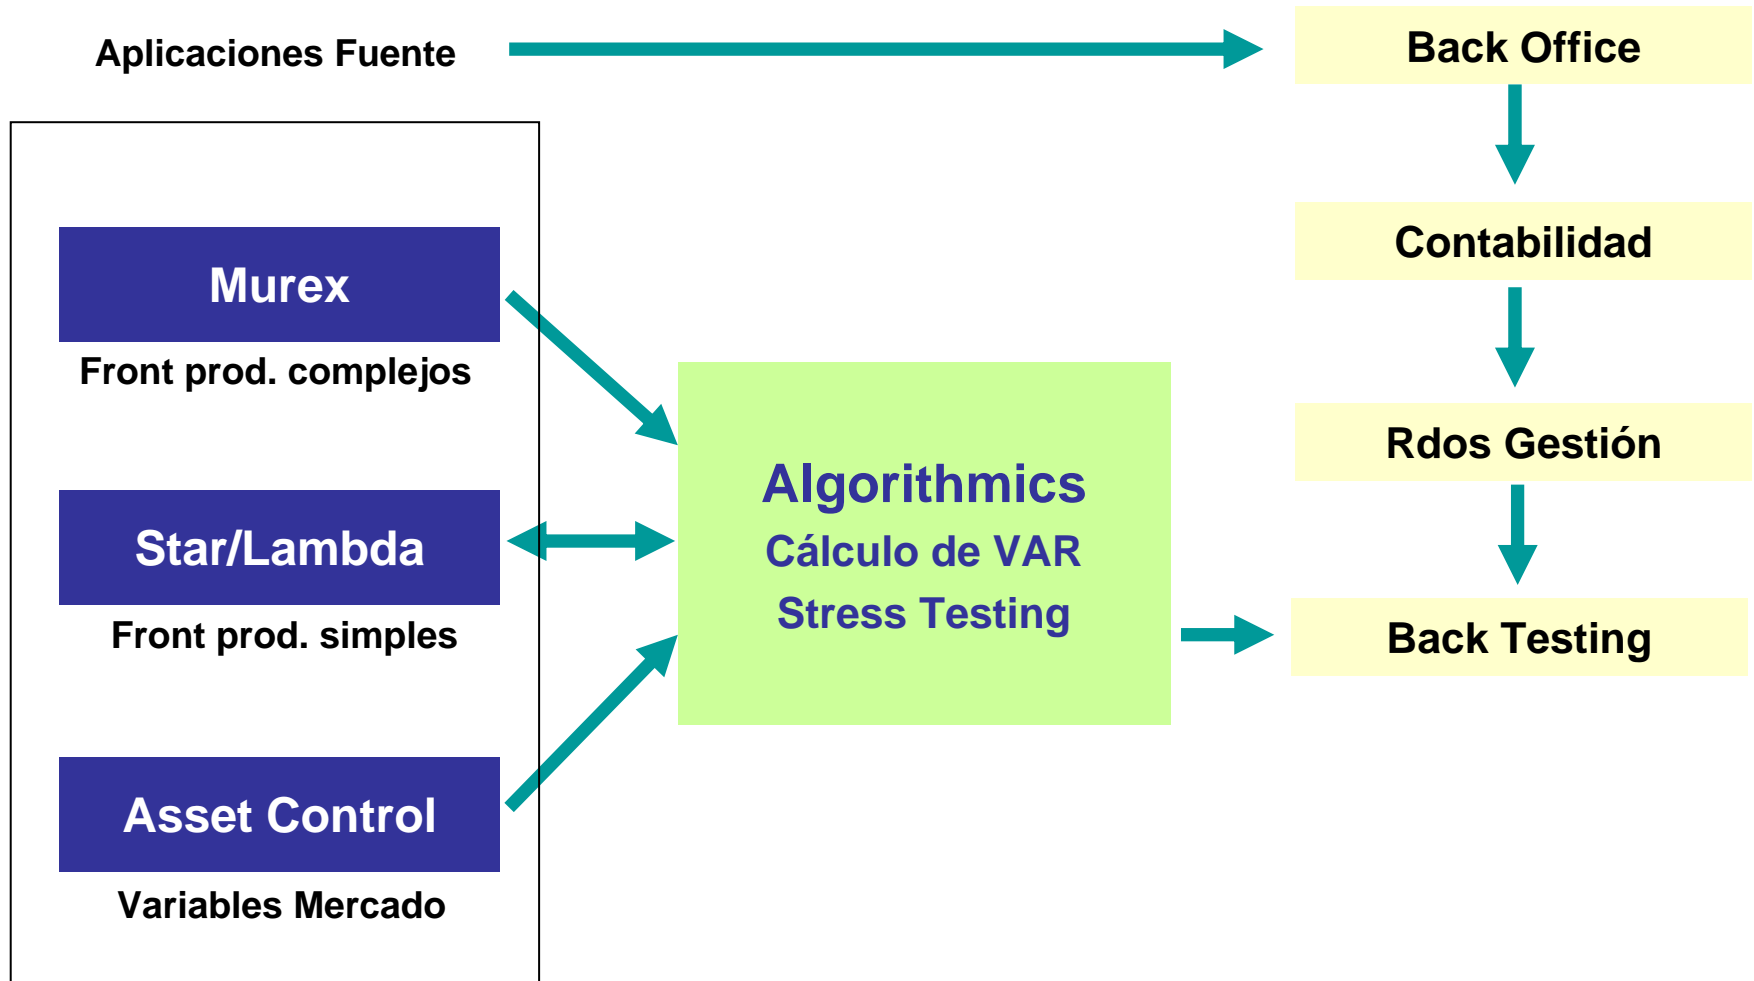 Aplicaciones Fuente
Back Office
Murex
Front prod. complejos
Star/Lambda
Front prod. simples
Asset Control
Variables Mercado
Algorithmics
Cálculo de VAR
Stress Testing
Contabilidad
Rdos Gestión
Back Testing